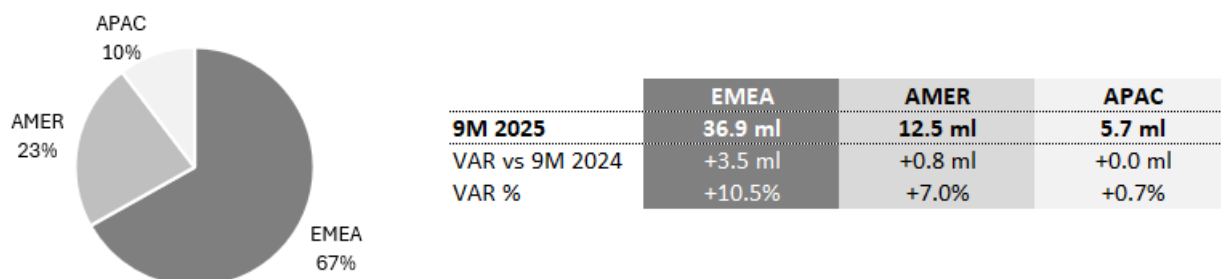 APAC
10%
AMER
23%
EMEA
67%
EMEA AMER APAC
9M 2025 36.9 ml 12.5 ml 5.7 ml
VAR vs 9M 2024 +3.5 ml +0.8 ml +0.0 ml
VAR % +10.5% +7.0% +0.7%